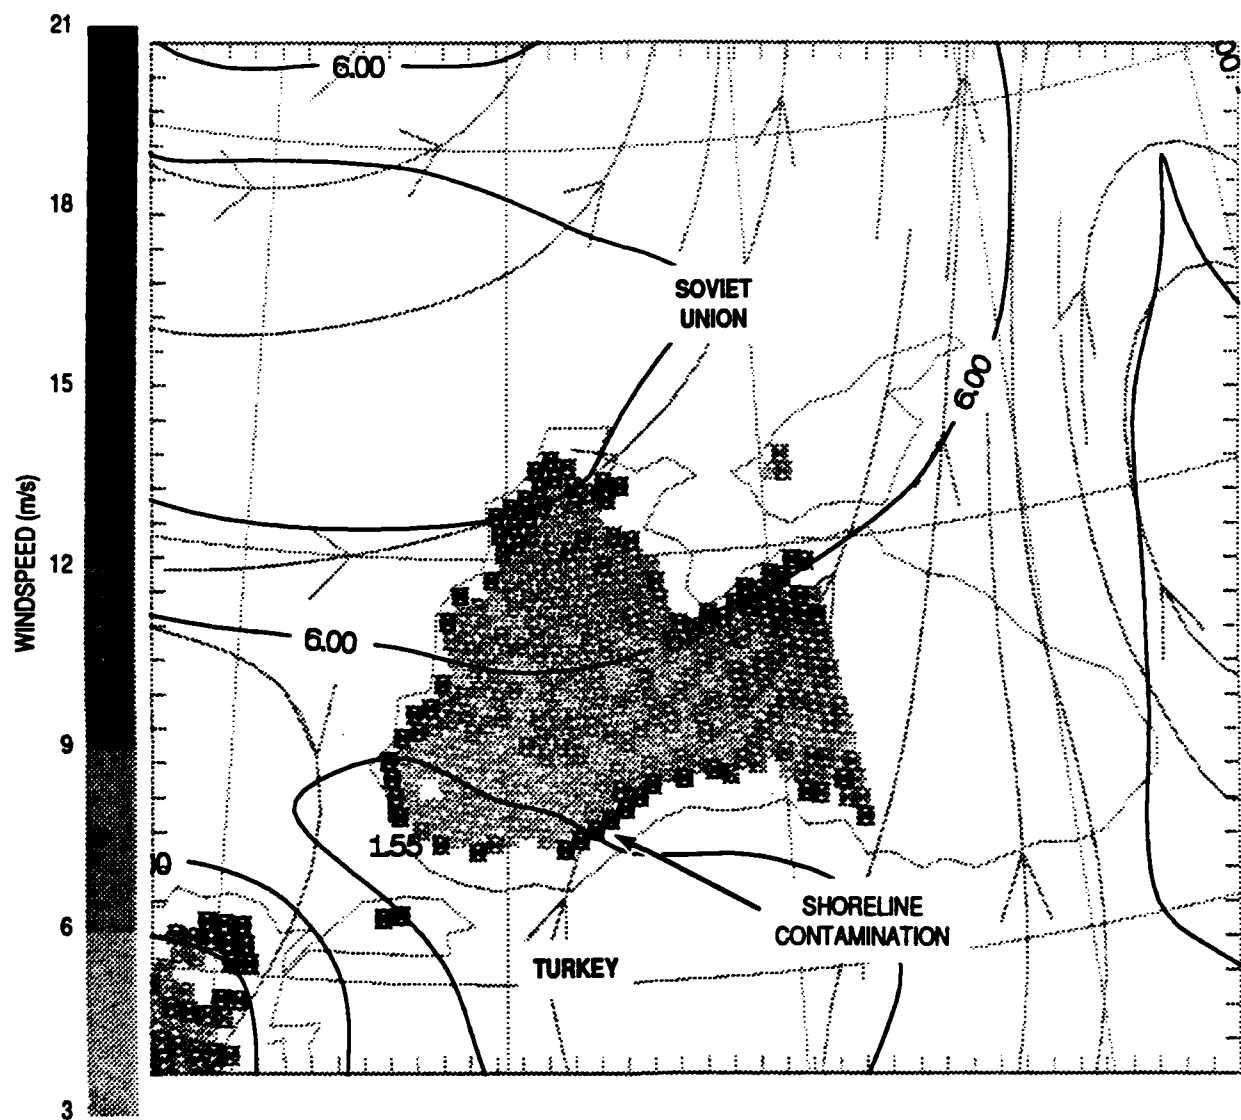 21
18
15
12
9
6
3
WINDSPEED (m/s)
6.00
SOVIET
UNION
6.00
6.00
1.55
SHORELINE
CONTAMINATION
TURKEY